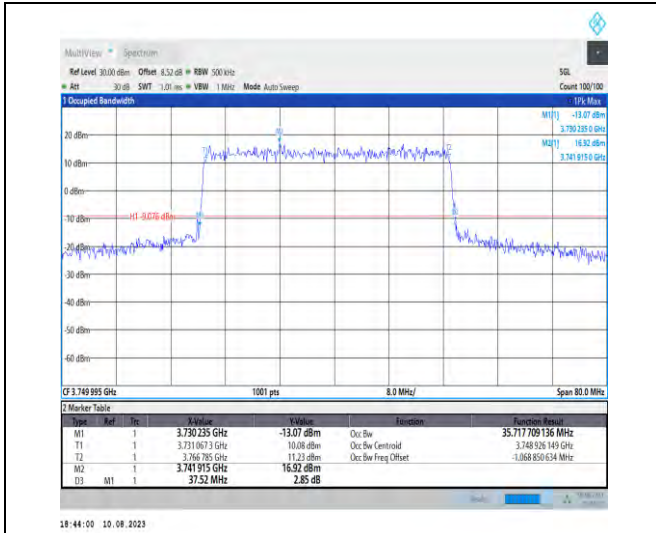 MultiView Spectrum
Ref Level 30.00 dBm Offset 8.52 dB RBW 500 kHz SGL
Att 30 dB SWT 1.01 ms VBW 1 MHz Mode Auto Sweep Count 100/100
1 Occupied Bandwidth 1Pk Max
M1[1] -13.07 dBm
3.730 235 0 GHz
M2[1] 16.92 dBm
3.741 915 0 GHz
20 dBm
10 dBm
0 dBm
-10 dBm
H1 -9.076 dBm
-20 dBm
-30 dBm
-40 dBm
-50 dBm
-60 dBm
CF 3.749 995 GHz 1001 pts 8.0 MHz/ Span 80.0 MHz
2 Marker Table
Type Ref Trc X-Value Y-Value Function Function Result
M1 1 3.730 235 GHz -13.07 dBm Occ Bw 35.717 709 136 MHz
T1 1 3.731 067 3 GHz 10.08 dBm Occ Bw Centroid 3.748 926 149 GHz
T2 1 3.766 785 GHz 11.23 dBm Occ Bw Freq Offset -1.068 850 634 MHz
M2 1 3.741 915 GHz 16.92 dBm
D3 M1 1 37.52 MHz 2.85 dB
18:44:00 10.08.2023